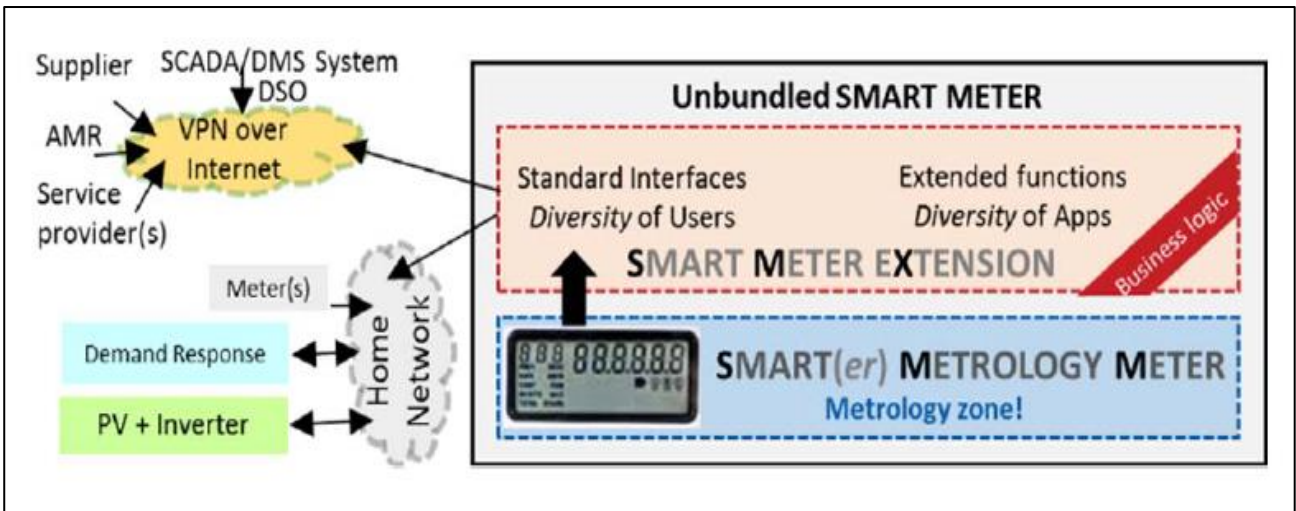 Supplier
SCADA/DMS System
DSO
AMR
VPN over
Internet
Service
provider(s)
Meter(s)
Demand Response
PV + Inverter
Home
Network
Unbundled SMART METER
Standard Interfaces
Diversity of Users
Extended functions
Diversity of Apps
SMART METER EXTENSION
Business logic
SMART(er) METROLOGY METER
Metrology zone!